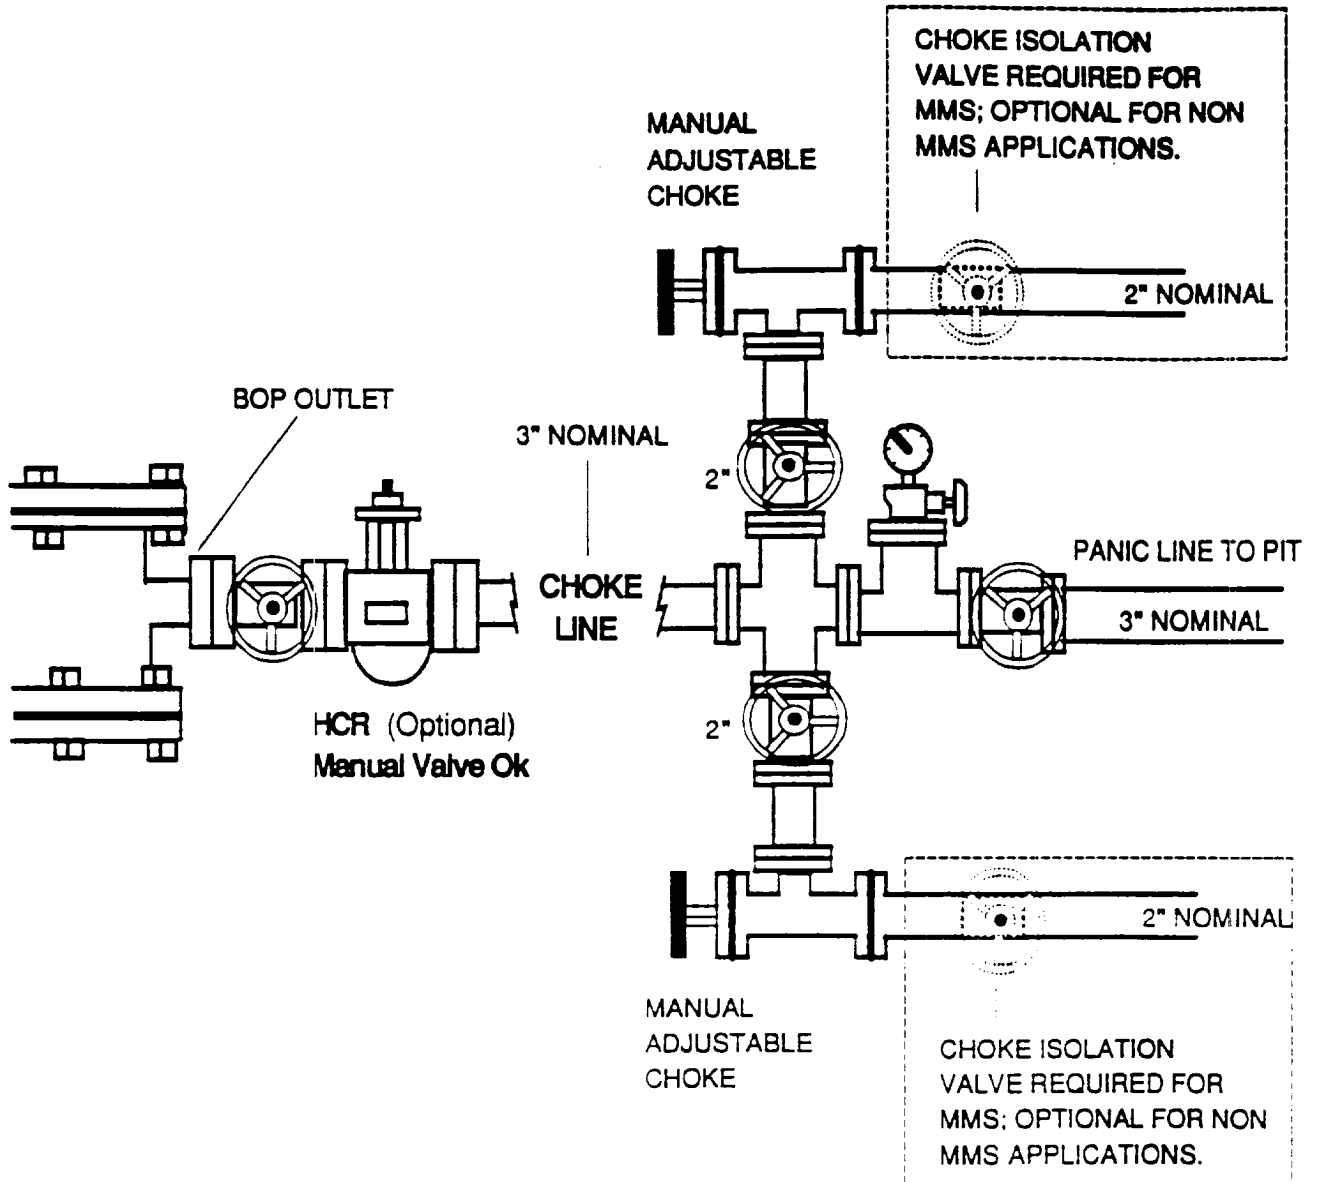 CHOKE ISOLATION
VALVE REQUIRED FOR
MMS; OPTIONAL FOR NON
MMS APPLICATIONS.
MANUAL
ADJUSTABLE
CHOKE
2" NOMINAL
BOP OUTLET
3" NOMINAL
2"
PANIC LINE TO PIT
CHOKE
LINE
3" NOMINAL
HCR (Optional)
Manual Valve Ok
2"
2" NOMINAL
MANUAL
ADJUSTABLE
CHOKE
CHOKE ISOLATION
VALVE REQUIRED FOR
MMS; OPTIONAL FOR NON
MMS APPLICATIONS.